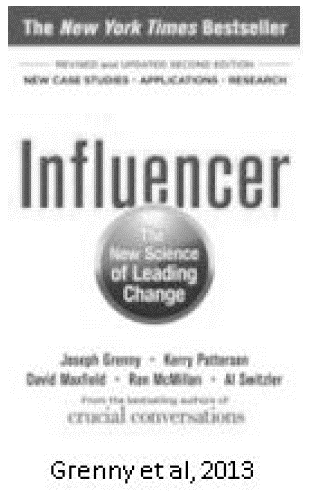 The New York Times Bestseller
REVISED and UPDATED SECOND EDITION
NEW CASE STUDIES · APPLICATIONS · RESEARCH
Influencer
The
New Science
of Leading
Change
Joseph Grenny · Kerry Patterson
David Maxfield · Ron McMillan · Al Switzler
From the bestselling authors of
crucial conversations
Grenny et al, 2013